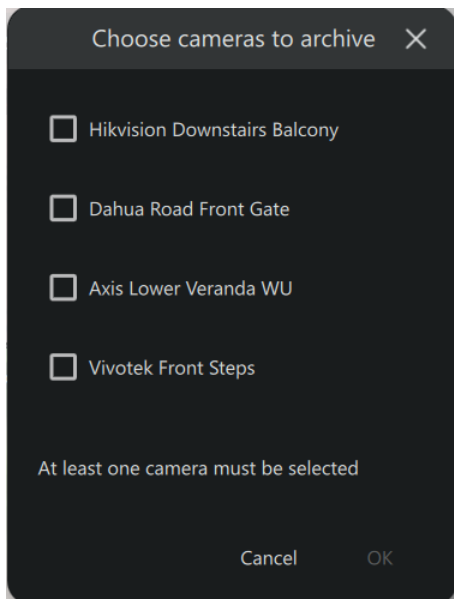 Choose cameras to archive
Hikvision Downstairs Balcony
Dahua Road Front Gate
Axis Lower Veranda WU
Vivotek Front Steps
At least one camera must be selected
Cancel OK